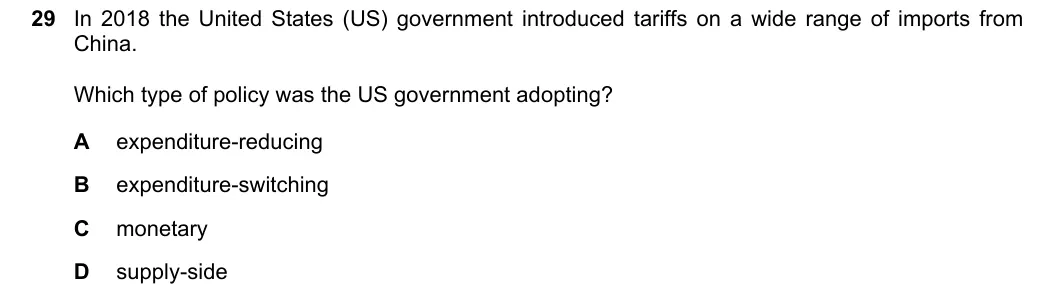 29 In 2018 the United States (US) government introduced tariffs on a wide range of imports from
China.
Which type of policy was the US government adopting?
A expenditure-reducing
B expenditure-switching
C monetary
D supply-side